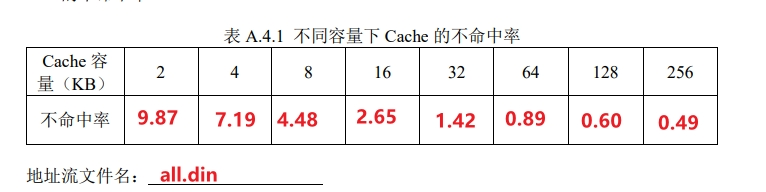 表 A.4.1 不同容量下 Cache 的不命中率
Cache 容量（KB） 2 4 8 16 32 64 128 256
不命中率 9.87 7.19 4.48 2.65 1.42 0.89 0.60 0.49
地址流文件名： all.din